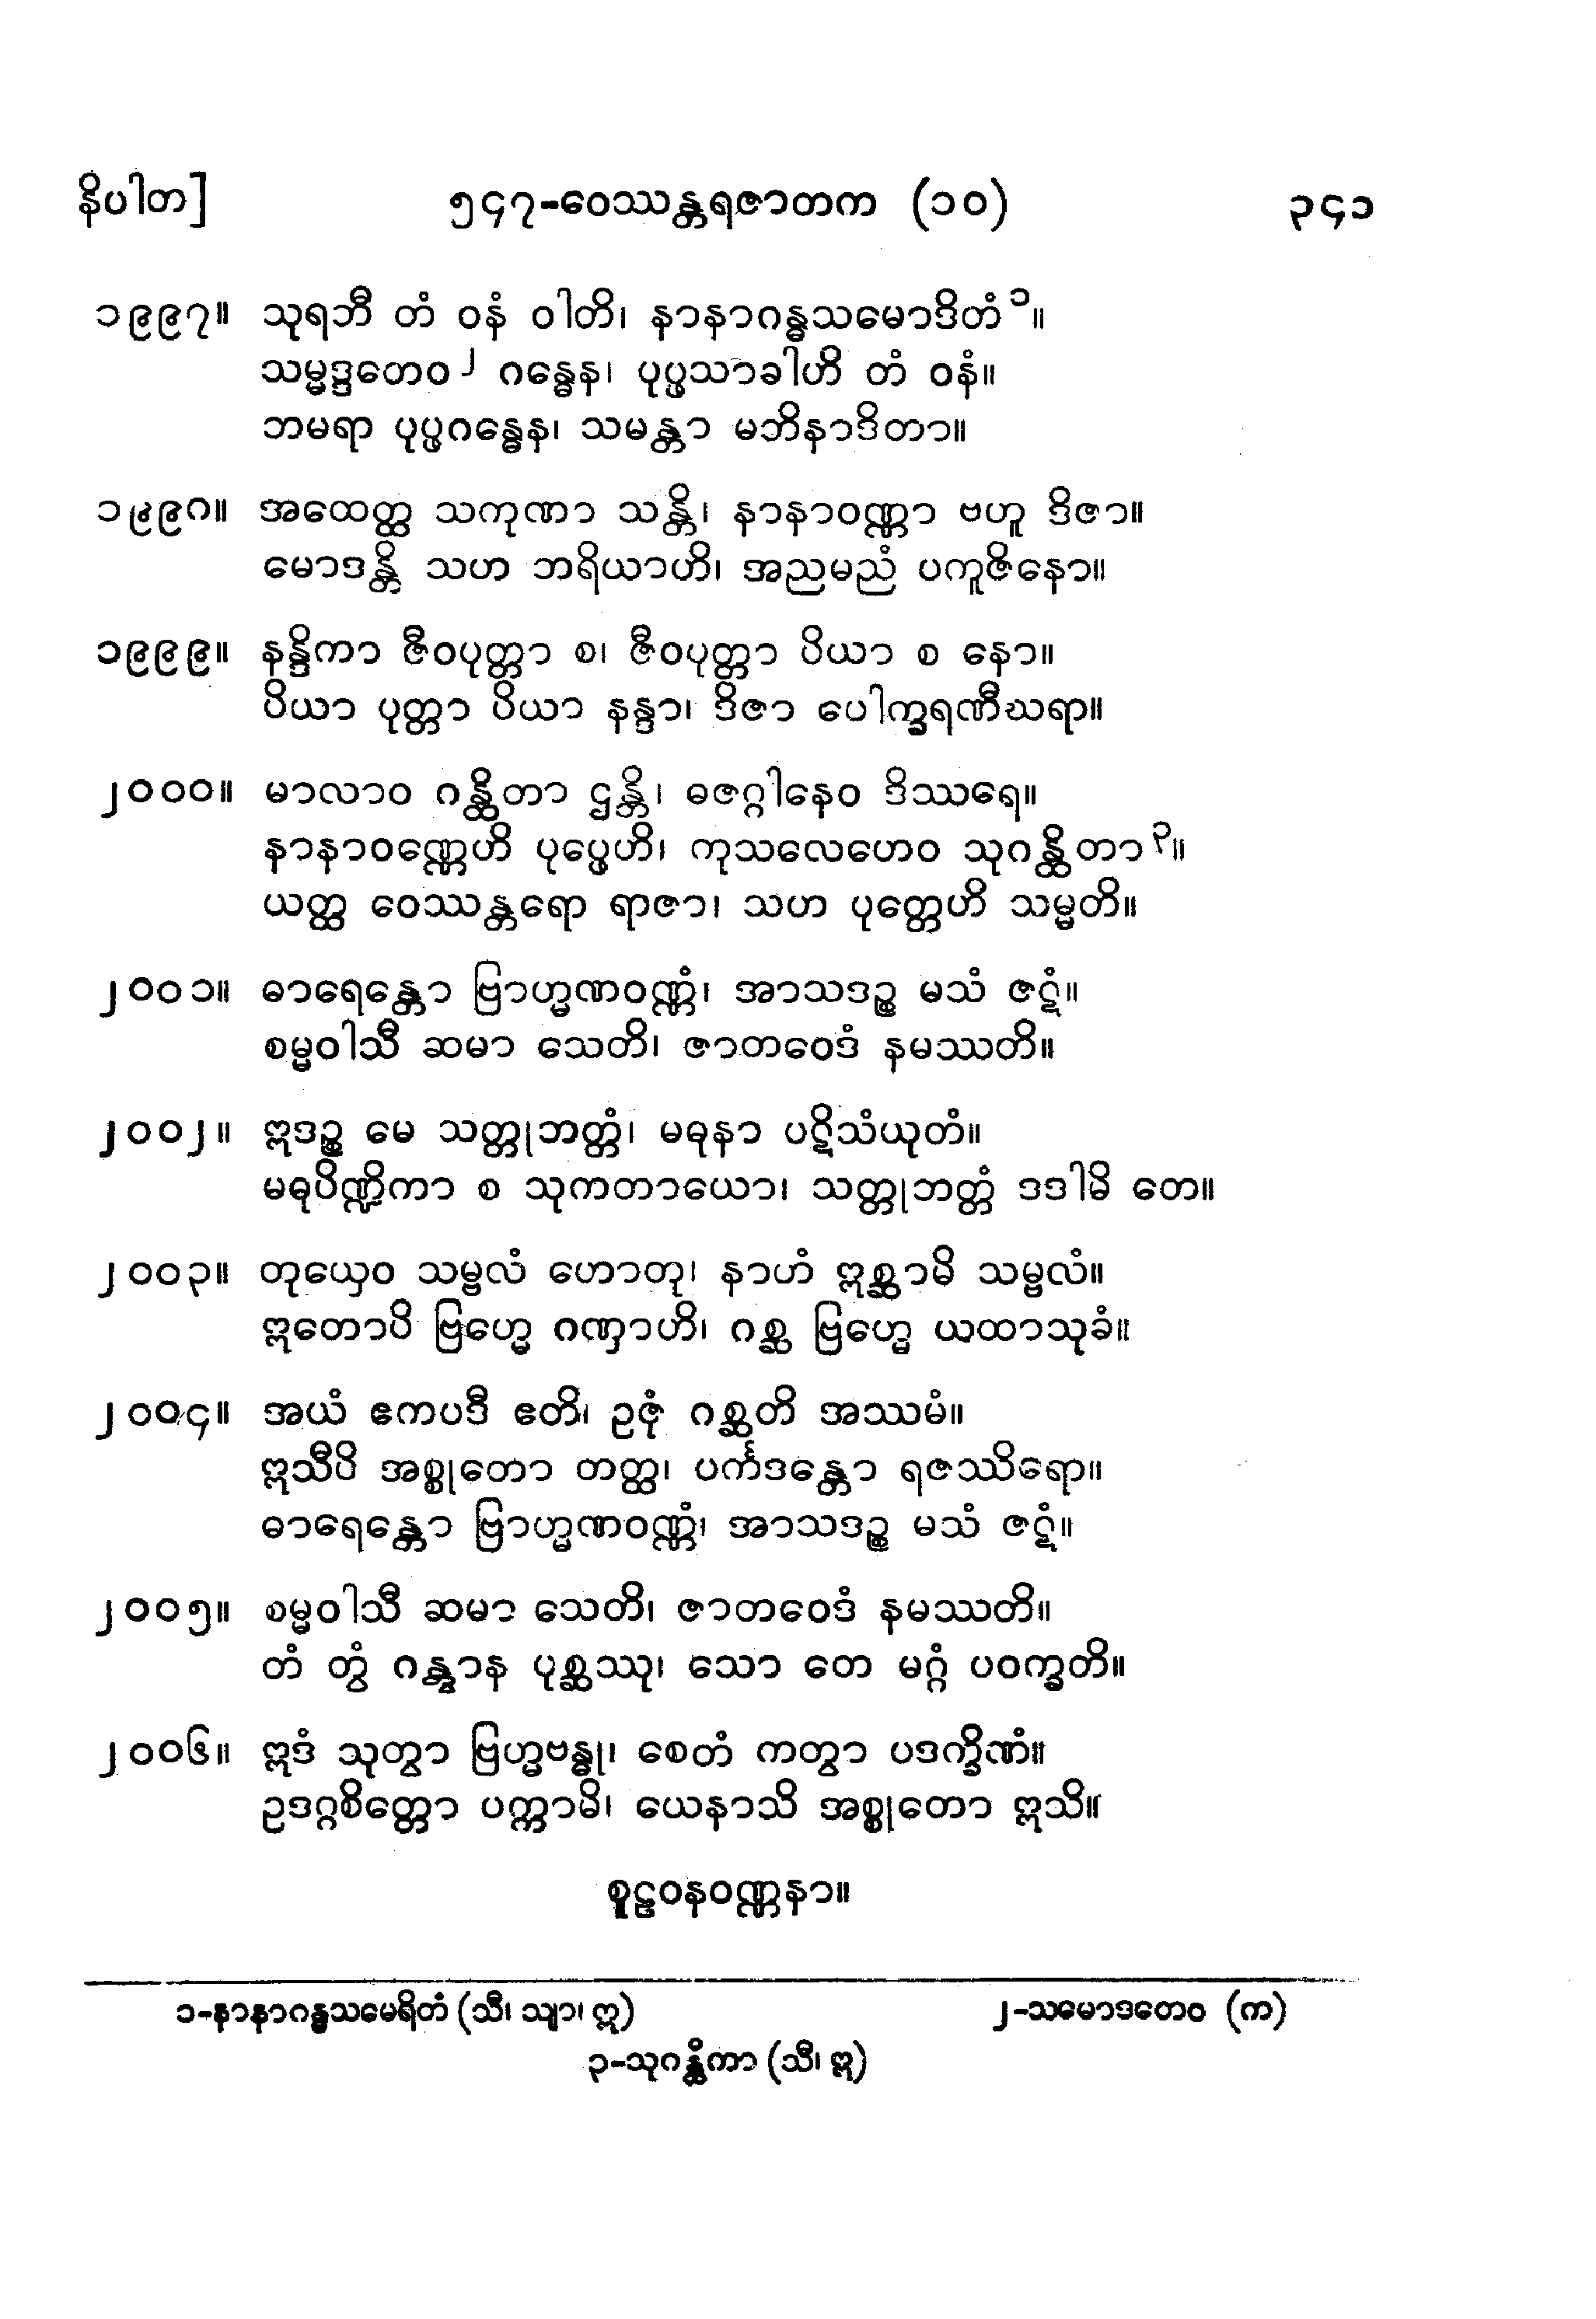 နိပါတ] ၅၄၇-ဝေဿန္တရဇာတက (၁၀) ၃၄၁
၁၉၉၇။ သုရဘီ တံ ဝနံ ဝါတိ၊ နာနာဂန္ဓသမောဒိတံ၁။
သမ္မဒ္ဒတေဝ၂ ဂန္ဓေန၊ ပုပ္ဖသာခါဟိ တံ ဝနံ။
ဘမရာ ပုပ္ဖဂန္ဓေန၊ သမန္တာ မဘိနာဒိတာ။
၁၉၉၈။ အထေတ္ထ သကုဏာ သန္တိ၊ နာနာဝဏ္ဏာ ဗဟူ ဒိဇာ။
မောဒန္တိ သဟ ဘရိယာဟိ၊ အညမညံ ပကူဇိနော။
၁၉၉၉။ နန္ဒိကာ ဇီဝပုတ္တာ စ၊ ဇီဝပုတ္တာ ပိယာ စ နော။
ပိယာ ပုတ္တာ ပိယာ နန္ဒာ၊ ဒိဇာ ပေါက္ခရဏီဃရာ။
၂၀၀၀။ မာလာဝ ဂန္ထိတာ ဌန္တိ၊ ဓဇဂ္ဂါနေဝ ဒိဿရေ။
နာနာဝဏ္ဏေဟိ ပုပ္ဖေဟိ၊ ကုသလေဟေဝ သုဂန္ထိတာ၃။
ယတ္ထ ဝေဿန္တရော ရာဇာ၊ သဟ ပုတ္တေဟိ သမ္မတိ။
၂၀၀၁။ ဓာရေန္တော ဗြာဟ္မဏဝဏ္ဏံ၊ အာသဒဉ္စ မသံ ဇဋံ။
စမ္မဝါသီ ဆမာ သေတိ၊ ဇာတဝေဒံ နမဿတိ။
၂၀၀၂။ ဣဒဉ္စ မေ သတ္တုဘတ္တံ၊ မဓုနာ ပဋိသံယုတံ။
မဓုပိဏ္ဍိကာ စ သုကတာယော၊ သတ္တုဘတ္တံ ဒဒါမိ တေ။
၂၀၀၃။ တုယှေဝ သမ္ဗလံ ဟောတု၊ နာဟံ ဣစ္ဆာမိ သမ္ဗလံ။
ဣတောပိ ဗြဟ္မေ ဂဏှာဟိ၊ ဂစ္ဆ ဗြဟ္မေ ယထာသုခံ။
၂၀၀၄။ အယံ ဧကပဒီ ဧတိ၊ ဥဇုံ ဂစ္ဆတိ အဿမံ။
ဣသီပိ အစ္စုတော တတ္ထ၊ ပင်္ကဒန္တော ရဇဿိရော။
ဓာရေန္တော ဗြာဟ္မဏဝဏ္ဏံ၊ အာသဒဉ္စ မသံ ဇဋံ။
၂၀၀၅။ စမ္မဝါသီ ဆမာ သေတိ၊ ဇာတဝေဒံ နမဿတိ။
တံ တွံ ဂန္တွာန ပုစ္ဆဿု၊ သော တေ မဂ္ဂံ ပဝက္ခတိ။
၂၀၀၆။ ဣဒံ သုတွာ ဗြဟ္မဗန္ဓု၊ စေတံ ကတွာ ပဒက္ခိဏံ။
ဥဒဂ္ဂစိတ္တော ပက္ကာမိ၊ ယေနာသိ အစ္စုတော ဣသိ။
စူဠဝနဝဏ္ဏနာ။
၁-နာနာဂန္ဓသမေရိတံ (သီ၊ သျာ၊ ဣ) ၂-သမောဒတေဝ (က)
၃-သုဂန္ထိကာ (သီ၊ ဣ)